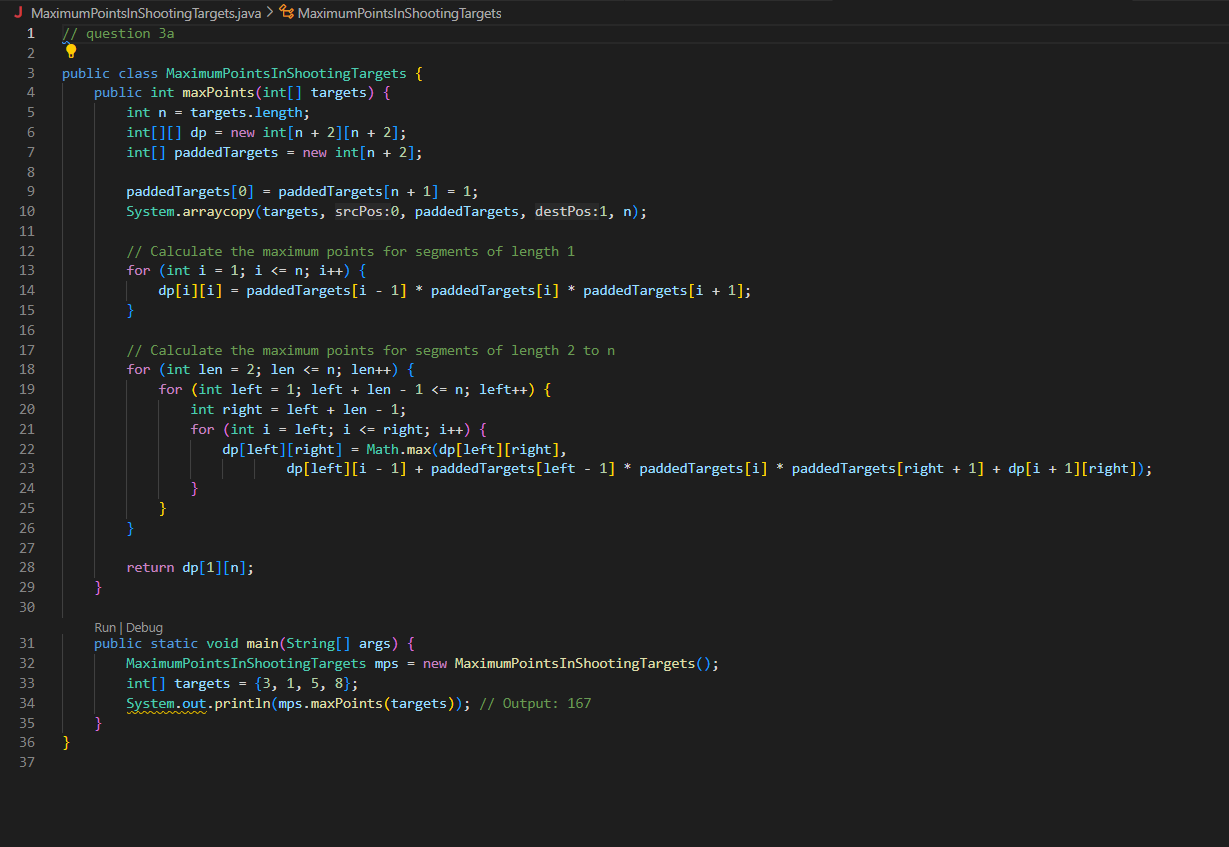 MaximumPointsInShootingTargets.java > MaximumPointsInShootingTargets
1 // question 3a
2
3 public class MaximumPointsInShootingTargets {
4     public int maxPoints(int[] targets) {
5         int n = targets.length;
6         int[][] dp = new int[n + 2][n + 2];
7         int[] paddedTargets = new int[n + 2];
8
9         paddedTargets[0] = paddedTargets[n + 1] = 1;
10         System.arraycopy(targets, srcPos:0, paddedTargets, destPos:1, n);
11
12         // Calculate the maximum points for segments of length 1
13         for (int i = 1; i <= n; i++) {
14             dp[i][i] = paddedTargets[i - 1] * paddedTargets[i] * paddedTargets[i + 1];
15         }
16
17         // Calculate the maximum points for segments of length 2 to n
18         for (int len = 2; len <= n; len++) {
19             for (int left = 1; left + len - 1 <= n; left++) {
20                 int right = left + len - 1;
21                 for (int i = left; i <= right; i++) {
22                     dp[left][right] = Math.max(dp[left][right],
23                             dp[left][i - 1] + paddedTargets[left - 1] * paddedTargets[i] * paddedTargets[right + 1] + dp[i + 1][right]);
24                 }
25             }
26         }
27
28         return dp[1][n];
29     }
30
Run | Debug
31     public static void main(String[] args) {
32         MaximumPointsInShootingTargets mps = new MaximumPointsInShootingTargets();
33         int[] targets = {3, 1, 5, 8};
34         System.out.println(mps.maxPoints(targets)); // Output: 167
35     }
36 }
37